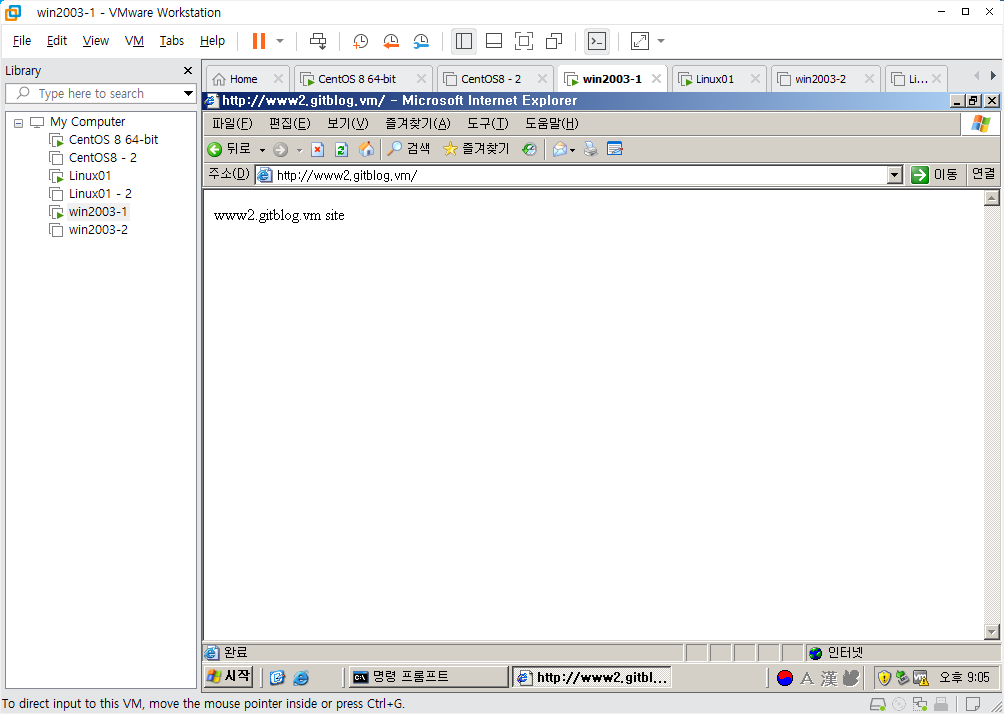 win2003-1 - VMware Workstation
File Edit View VM Tabs Help
Library
Type here to search
My Computer
CentOS 8 64-bit
CentOS8 - 2
Linux01
Linux01 - 2
win2003-1
win2003-2
Home CentOS 8 64-bit CentOS8 - 2 win2003-1 Linux01 win2003-2 Li...
http://www2.gitblog.vm/ - Microsoft Internet Explorer
파일(F) 편집(E) 보기(V) 즐겨찾기(A) 도구(T) 도움말(H)
뒤로 검색 즐겨찾기
주소(D) http://www2.gitblog.vm/ 이동 연결
www2.gitblog.vm site
완료 인터넷
시작 C:\ 명령 프롬프트 http://www2.gitbl... A 漢 오후 9:05
To direct input to this VM, move the mouse pointer inside or press Ctrl+G.